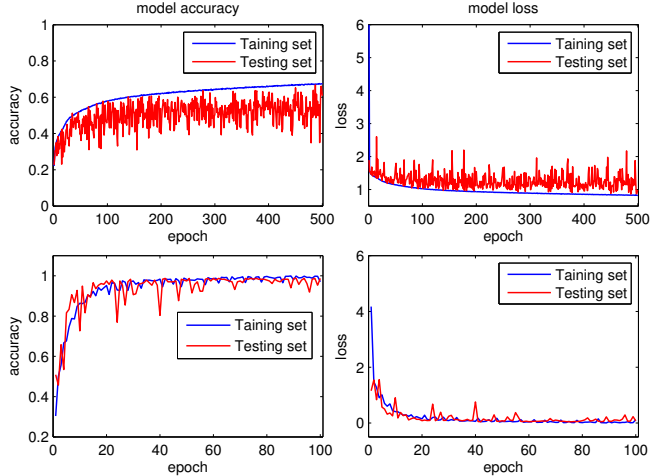 model accuracy
model loss
1
0.8
0.6
0.4
0.2
0
accuracy
0
100
200
300
400
500
epoch
Taining set
Testing set
6
5
4
3
2
1
loss
0
100
200
300
400
500
epoch
Taining set
Testing set
1
0.8
0.6
0.4
0.2
accuracy
0
20
40
60
80
100
epoch
Taining set
Testing set
6
4
2
0
loss
0
20
40
60
80
100
epoch
Taining set
Testing set